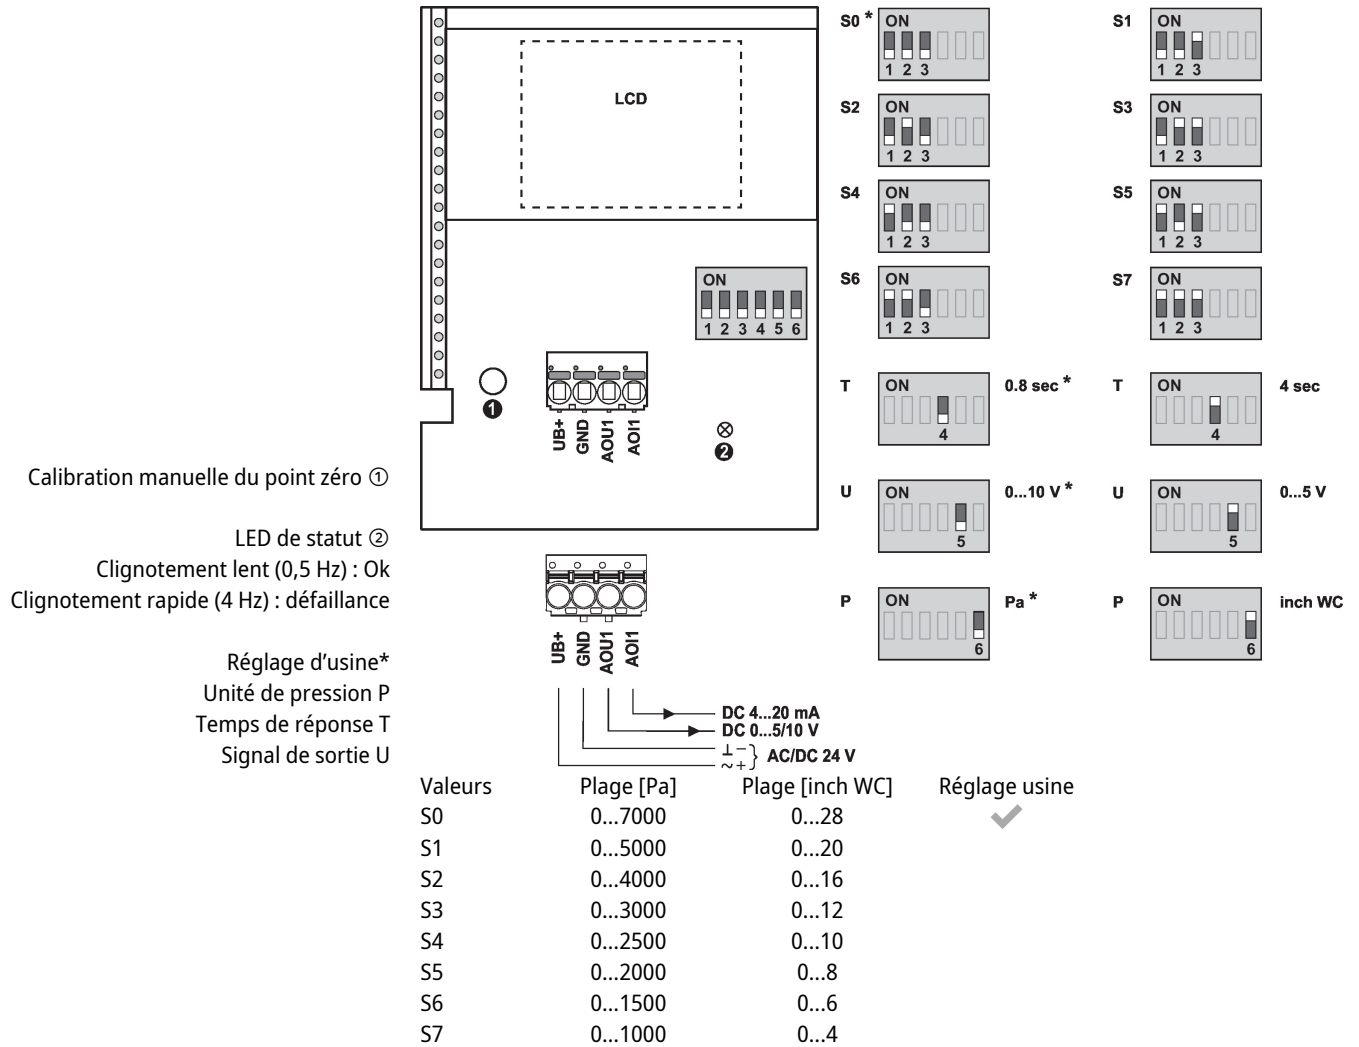 LCD
ON
1 2 3 4 5 6
❶
UB+
GND
AOU1
AOI1
❷
Calibration manuelle du point zéro ①
LED de statut ②
Clignotement lent (0,5 Hz) : Ok
Clignotement rapide (4 Hz) : défaillance
Réglage d'usine*
Unité de pression P
Temps de réponse T
Signal de sortie U
UB+
GND
AOU1
AOI1
DC 4...20 mA
DC 0...5/10 V
⊥ −
~ +
} AC/DC 24 V
S0 *
ON
1 2 3
S1
ON
1 2 3
S2
ON
1 2 3
S3
ON
1 2 3
S4
ON
1 2 3
S5
ON
1 2 3
S6
ON
1 2 3
S7
ON
1 2 3
T
ON
4
0.8 sec *
T
ON
4
4 sec
U
ON
5
0...10 V *
U
ON
5
0...5 V
P
ON
6
Pa *
P
ON
6
inch WC
Valeurs Plage [Pa] Plage [inch WC] Réglage usine
S0 0...7000 0...28 ✔
S1 0...5000 0...20
S2 0...4000 0...16
S3 0...3000 0...12
S4 0...2500 0...10
S5 0...2000 0...8
S6 0...1500 0...6
S7 0...1000 0...4